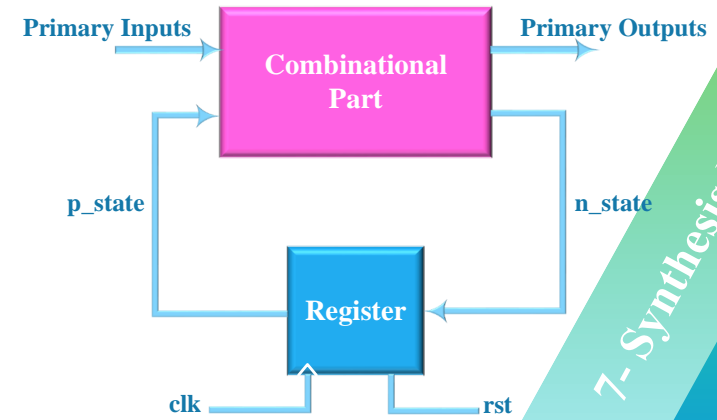 Primary Inputs
Primary Outputs
Combinational
Part
p_state
n_state
Register
clk
rst
7- Synthesis